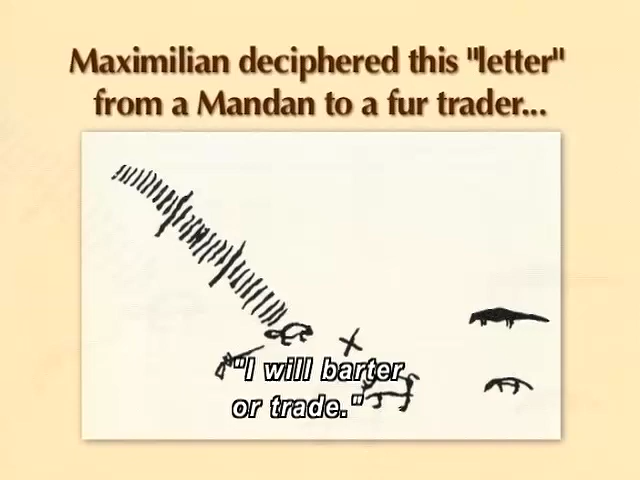 Maximilian deciphered this "letter"
from a Mandan to a fur trader...
"I will barter
or trade."